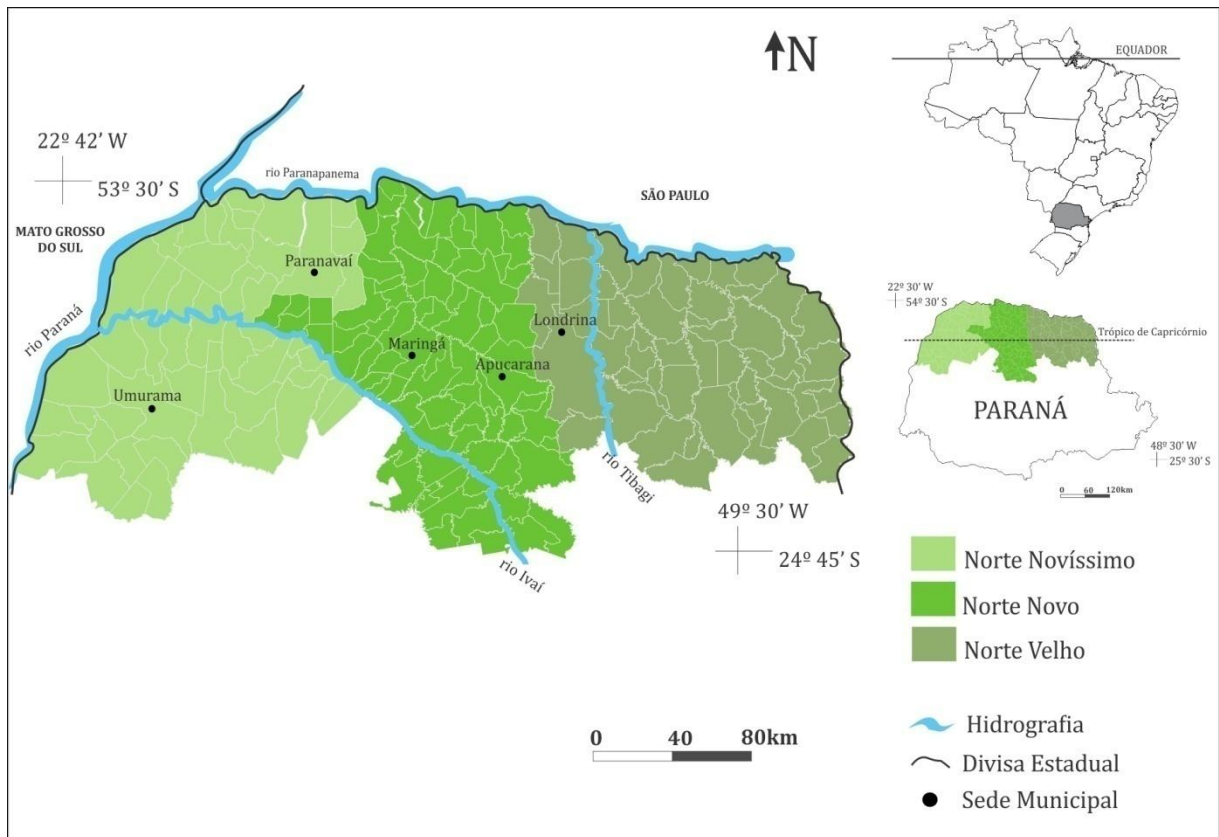 N
EQUADOR
22º 42’ W
53º 30’ S
rio Paranapanema
SÃO PAULO
MATO GROSSO
DO SUL
Paranavaí
rio Paraná
Londrina
Maringá
Apucarana
Umurama
rio Tibagi
rio Ivaí
49º 30’ W
24º 45’ S
22º 30’ W
54º 30’ S
Trópico de Capricórnio
PARANÁ
48º 30’ W
25º 30’ S
0 60 120km
Norte Novíssimo
Norte Novo
Norte Velho
Hidrografia
Divisa Estadual
Sede Municipal
0 40 80km